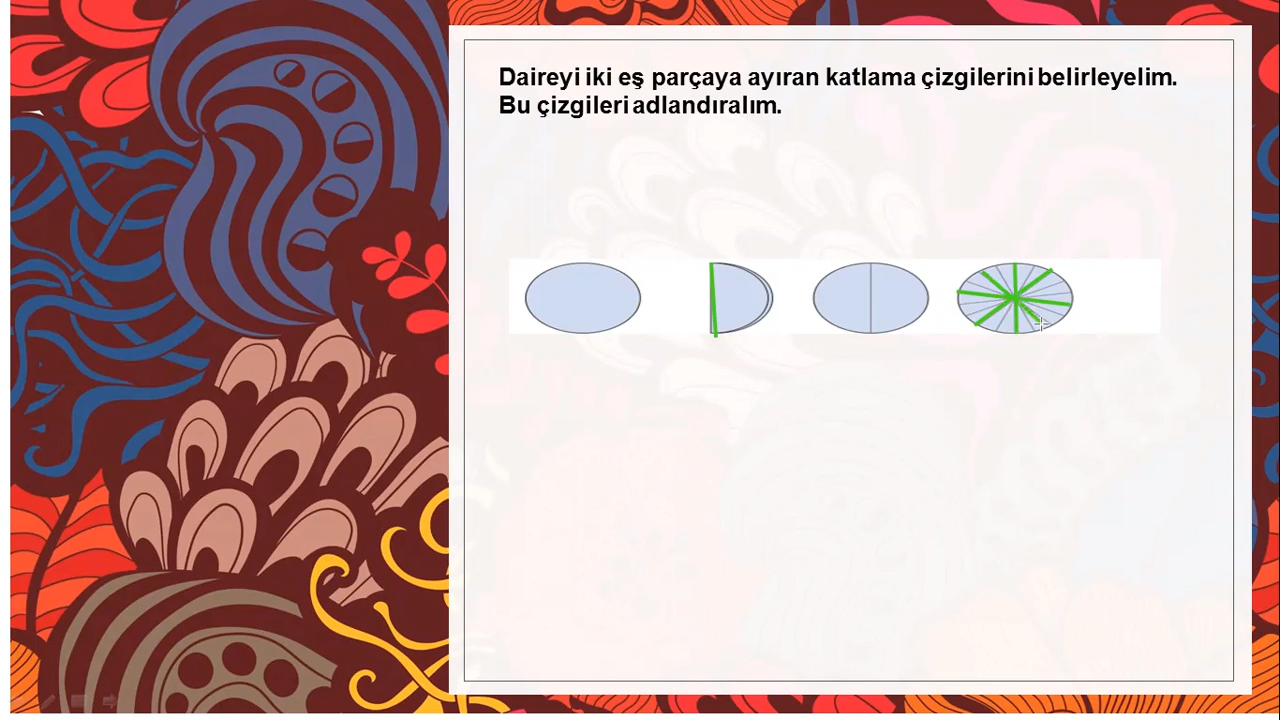 Daireyi iki eş parçaya ayıran katlama çizgilerini belirleyelim.
Bu çizgileri adlandıralım.